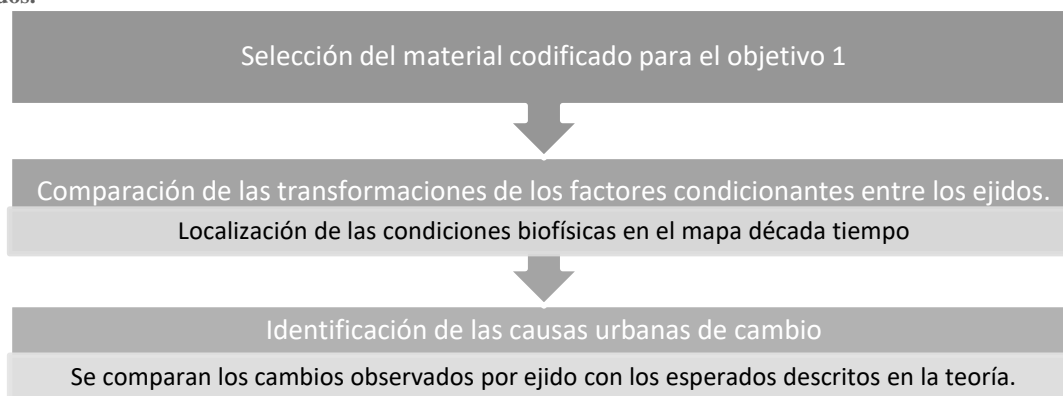 Selección del material codificado para el objetivo 1
Comparación de las transformaciones de los factores condicionantes entre los ejidos.
Localización de las condiciones biofísicas en el mapa década tiempo
Identificación de las causas urbanas de cambio
Se comparan los cambios observados por ejido con los esperados descritos en la teoría.